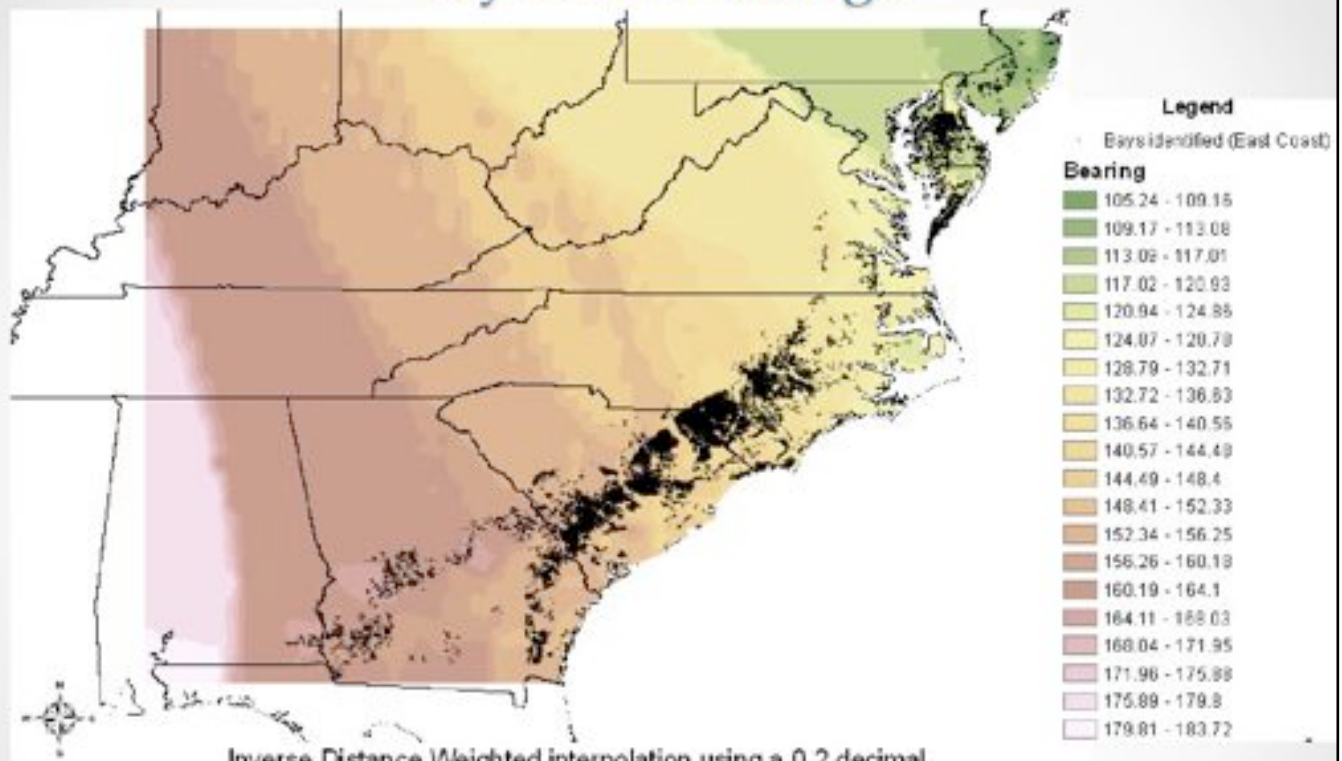 Legend
Bays identified (East Coast)
Bearing
105.24 - 109.16
109.17 - 113.08
113.09 - 117.01
117.02 - 120.93
120.94 - 124.86
124.87 - 128.78
128.79 - 132.71
132.72 - 136.63
136.64 - 140.56
140.57 - 144.48
144.49 - 148.4
148.41 - 152.33
152.34 - 156.25
156.26 - 160.18
160.19 - 164.1
164.11 - 168.03
168.04 - 171.95
171.96 - 175.88
175.89 - 179.8
179.81 - 183.72
Inverse Distance Weighted interpolation using a 0.2 decimal